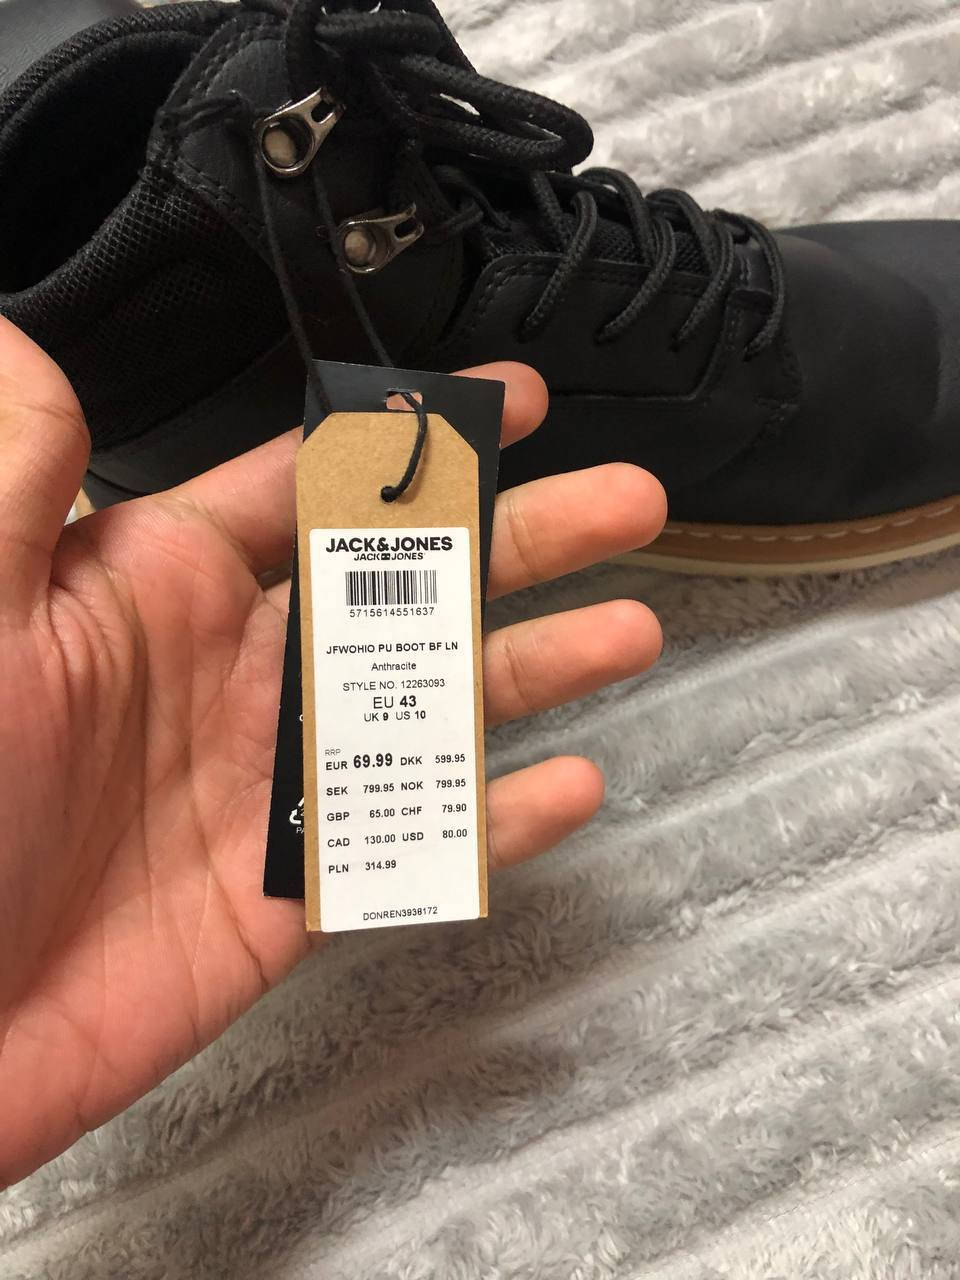 JACK&JONES
JACK JONES
5715614551637
JFWOHIO PU BOOT BF LN
Anthracite
STYLE NO. 12263093
EU 43
UK 9 US 10
RRP
EUR 69.99 DKK 599.95
SEK 799.95 NOK 799.95
GBP 65.00 CHF 79.90
CAD 130.00 USD 80.00
PLN 314.99
DONREN3938172